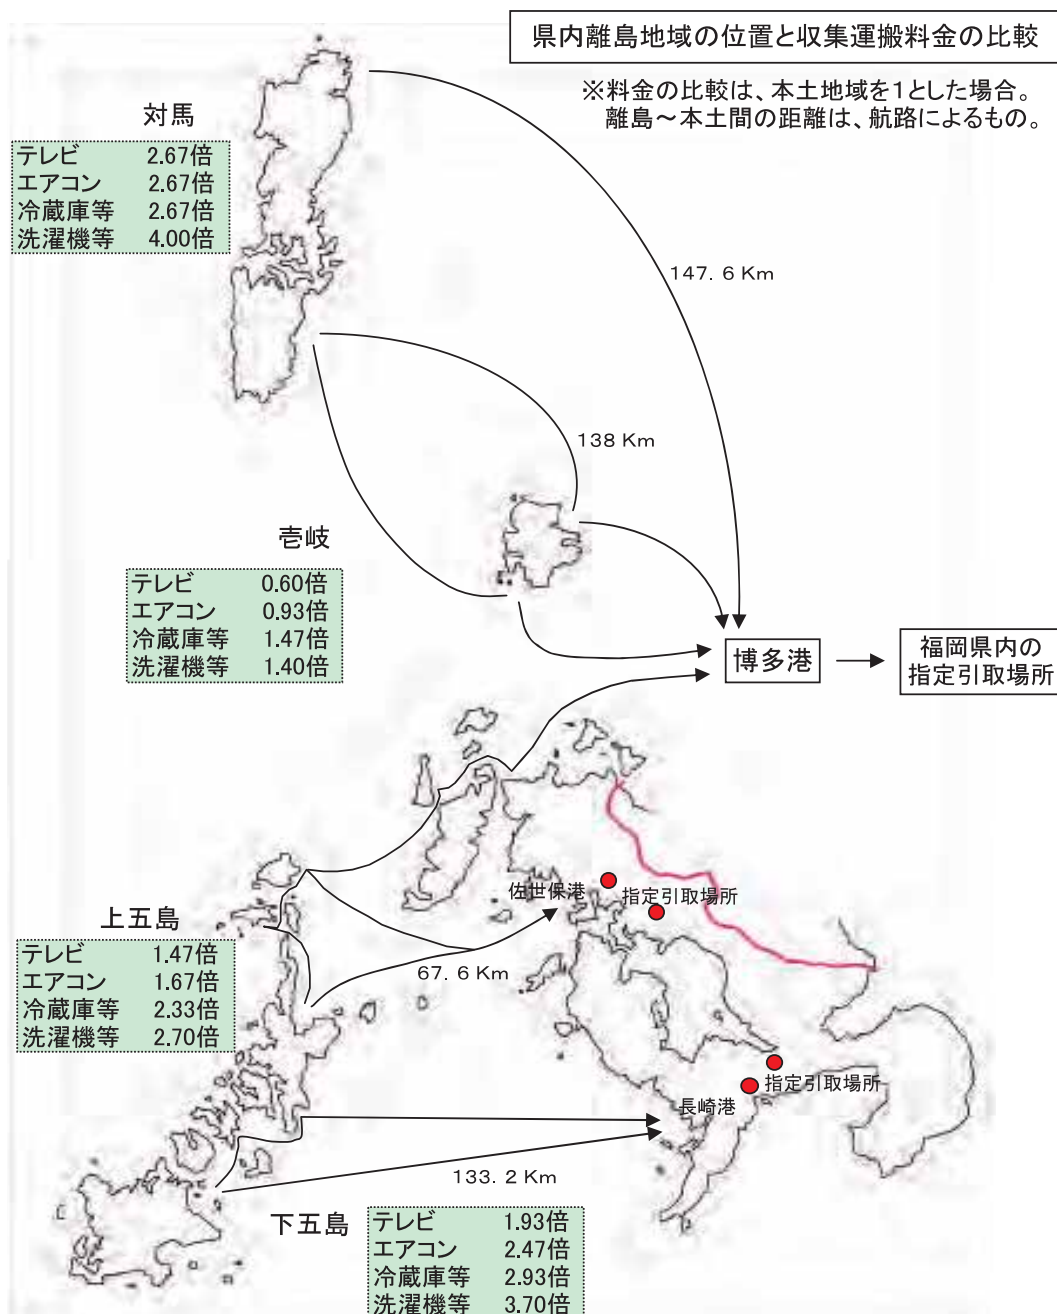 県内離島地域の位置と収集運搬料金の比較
※料金の比較は、本土地域を1とした場合。
離島~本土間の距離は、航路によるもの。
対馬
テレビ 2.67倍
エアコン 2.67倍
冷蔵庫等 2.67倍
洗濯機等 4.00倍
147.6 Km
138 Km
壱岐
テレビ 0.60倍
エアコン 0.93倍
冷蔵庫等 1.47倍
洗濯機等 1.40倍
博多港
福岡県内の
指定引取場所
佐世保港
指定引取場所
上五島
テレビ 1.47倍
エアコン 1.67倍
冷蔵庫等 2.33倍
洗濯機等 2.70倍
67.6 Km
指定引取場所
長崎港
133.2 Km
下五島
テレビ 1.93倍
エアコン 2.47倍
冷蔵庫等 2.93倍
洗濯機等 3.70倍